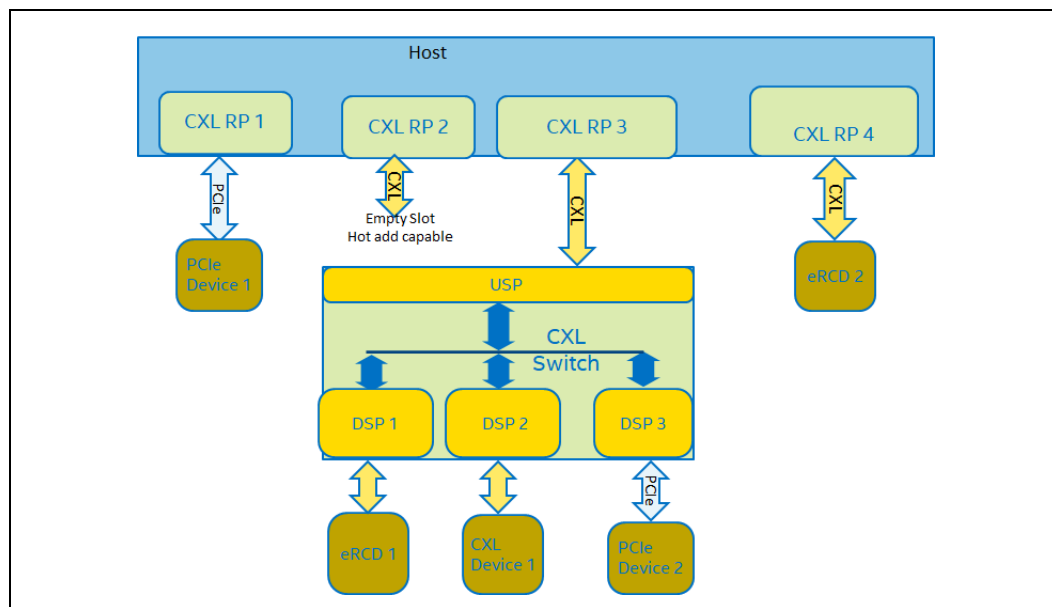 Host
CXL RP 1
CXL RP 2
CXL RP 3
CXL RP 4
PCIe
CXL
CXL
CXL
Empty Slot
Hot add capable
PCIe
Device 1
eRCD 2
USP
CXL
Switch
DSP 1
DSP 2
DSP 3
PCIe
eRCD 1
CXL
Device 1
PCIe
Device 2